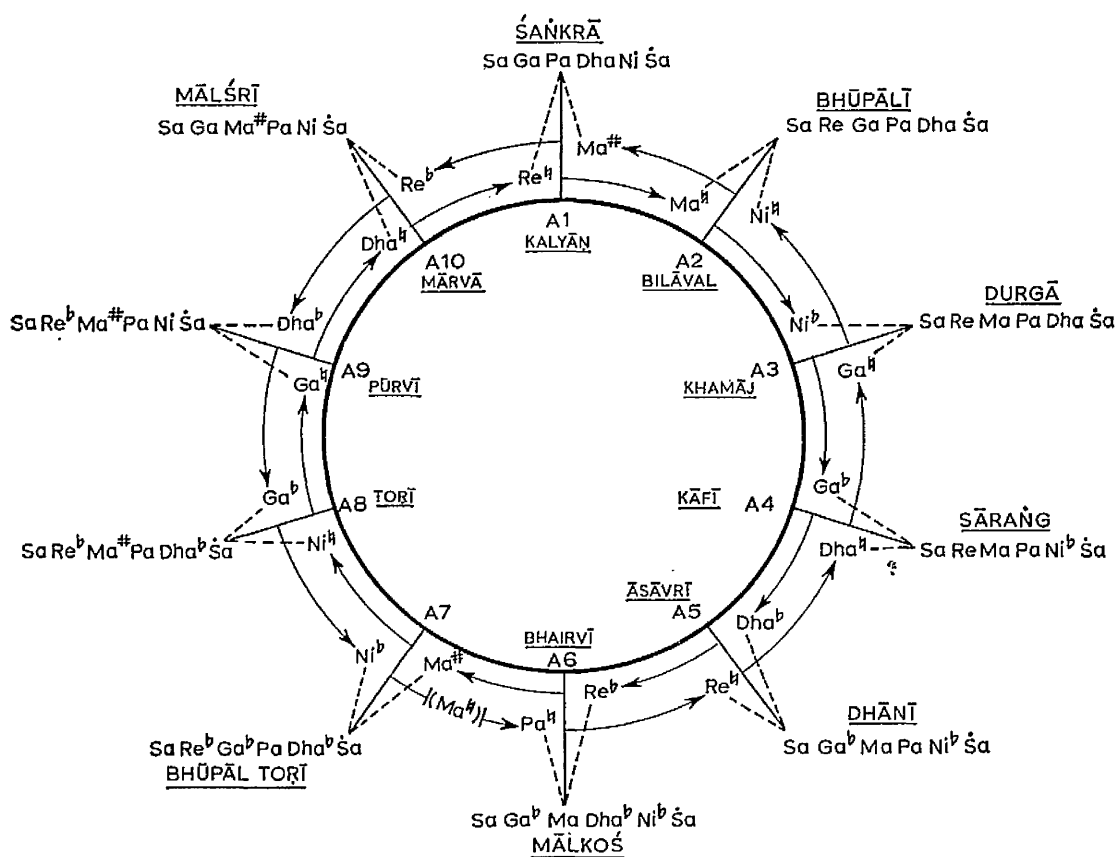 ŚAṄKRĀ
Sa Ga Pa Dha Ni Ṡa
MĀLŚRĪ
Sa Ga Ma# Pa Ni Ṡa
BHŪPĀLĪ
Sa Re Ga Pa Dha Ṡa
Ma#
Re♭
Re♮
Ma♮
Ni♮
Dha♮
A1
KALYĀṆ
A10
MĀRVĀ
A2
BILĀVAL
DURGĀ
Sa Re Ma Pa Dha Ṡa
Sa Re♭ Ma# Pa Ni Ṡa
Dha♭
Ni♭
Ga♮
A9
PŪRVĪ
A3
KHAMĀJ
Ga♮
Ga♭
A8
TOṚĪ
KĀFĪ
A4
Ga♭
SĀRAṄG
Sa Re Ma Pa Ni♭ Ṡa
Sa Re♭ Ma# Pa Dha♭ Ṡa
Ni♮
Dha♮
ĀSĀVRĪ
A5
A7
Dha♭
BHAIRVĪ
A6
Ni♭
Ma#
Re♭
Re♮
(Ma♮)
Pa♮
DHĀNĪ
Sa Ga♭ Ma Pa Ni♭ Ṡa
Sa Re♭ Ga♭ Pa Dha♭ Ṡa
BHŪPĀL TOṚĪ
Sa Ga♭ Ma Dha♭ Ni♭ Ṡa
MĀLKOŚ